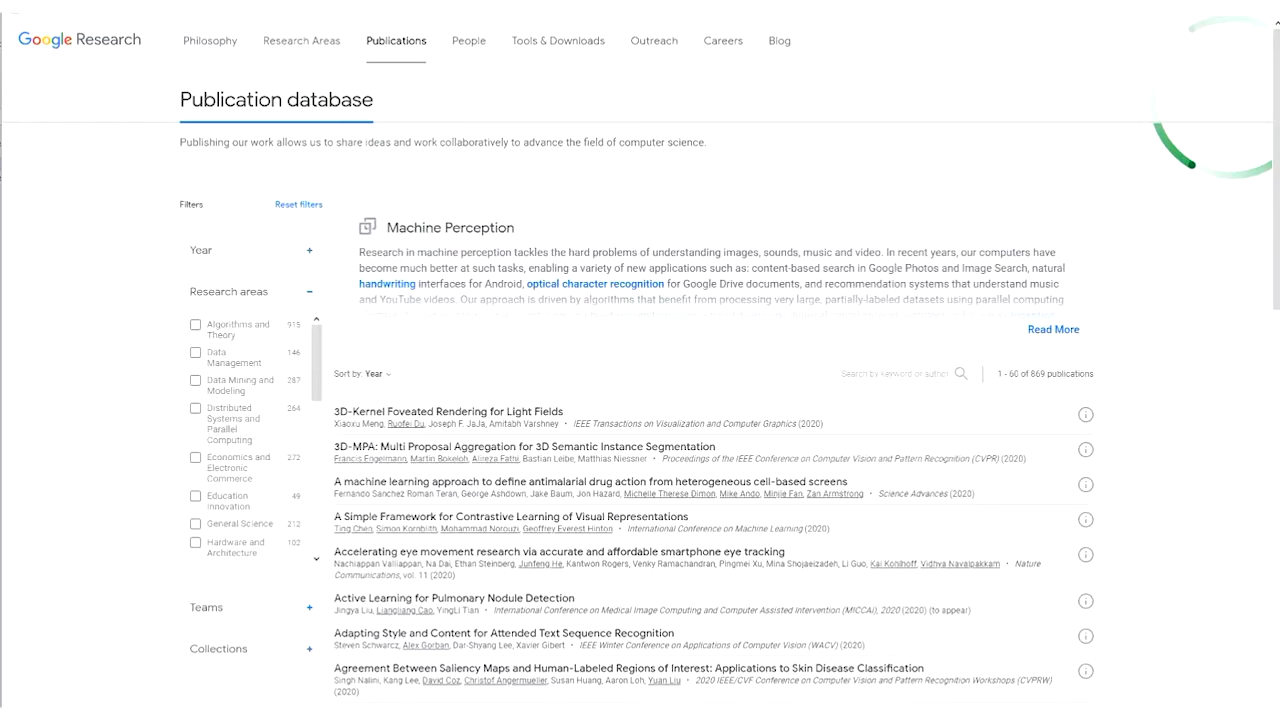 Google Research
Philosophy Research Areas Publications People Tools & Downloads Outreach Careers Blog
Publication database
Publishing our work allows us to share ideas and work collaboratively to advance the field of computer science.
Filters Reset filters
Year +
Research areas −
Algorithms and 915
Theory
Data 146
Management
Data Mining and 287
Modeling
Distributed 264
Systems and
Parallel
Computing
Economics and 272
Electronic
Commerce
Education 49
Innovation
General Science 212
Hardware and 102
Architecture
Teams +
Collections +
Machine Perception
Research in machine perception tackles the hard problems of understanding images, sounds, music and video. In recent years, our computers have
become much better at such tasks, enabling a variety of new applications such as: content-based search in Google Photos and Image Search, natural
handwriting interfaces for Android, optical character recognition for Google Drive documents, and recommendation systems that understand music
and YouTube videos. Our approach is driven by algorithms that benefit from processing very large, partially-labeled datasets using parallel computing
Read More
Sort by: Year Search by keyword or author 1 - 60 of 869 publications
3D-Kernel Foveated Rendering for Light Fields
Xiaoxu Meng, Ruofei Du, Joseph F. JaJa, Amitabh Varshney · IEEE Transactions on Visualization and Computer Graphics (2020)
3D-MPA: Multi Proposal Aggregation for 3D Semantic Instance Segmentation
Francis Engelmann, Martin Bokeloh, Alireza Fathi, Bastian Leibe, Matthias Niessner · Proceedings of the IEEE Conference on Computer Vision and Pattern Recognition (CVPR) (2020)
A machine learning approach to define antimalarial drug action from heterogeneous cell-based screens
Fernando Sanchez Roman Teran, George Ashdown, Jake Baum, Jon Hazard, Michelle Therese Dimon, Mike Ando, Minjie Fan, Zan Armstrong · Science Advances (2020)
A Simple Framework for Contrastive Learning of Visual Representations
Ting Chen, Simon Kornblith, Mohammad Norouzi, Geoffrey Everest Hinton · International Conference on Machine Learning (2020)
Accelerating eye movement research via accurate and affordable smartphone eye tracking
Nachiappan Valliappan, Na Dai, Ethan Steinberg, Junfeng He, Kantwon Rogers, Venky Ramachandran, Pingmei Xu, Mina Shojaeizadeh, Li Guo, Kai Kohlhoff, Vidhya Navalpakkam · Nature
Communications, vol. 11 (2020)
Active Learning for Pulmonary Nodule Detection
Jingya Liu, Liangliang Cao, YingLi Tian · International Conference on Medical Image Computing and Computer Assisted Intervention (MICCAI), 2020 (2020) (to appear)
Adapting Style and Content for Attended Text Sequence Recognition
Steven Schwarcz, Alex Gorban, Dar-Shyang Lee, Xavier Gibert · IEEE Winter Conference on Applications of Computer Vision (WACV) (2020)
Agreement Between Saliency Maps and Human-Labeled Regions of Interest: Applications to Skin Disease Classification
Singh Nalini, Kang Lee, David Coz, Christof Angermueller, Susan Huang, Aaron Loh, Yuan Liu · 2020 IEEE/CVF Conference on Computer Vision and Pattern Recognition Workshops (CVPRW)
(2020)